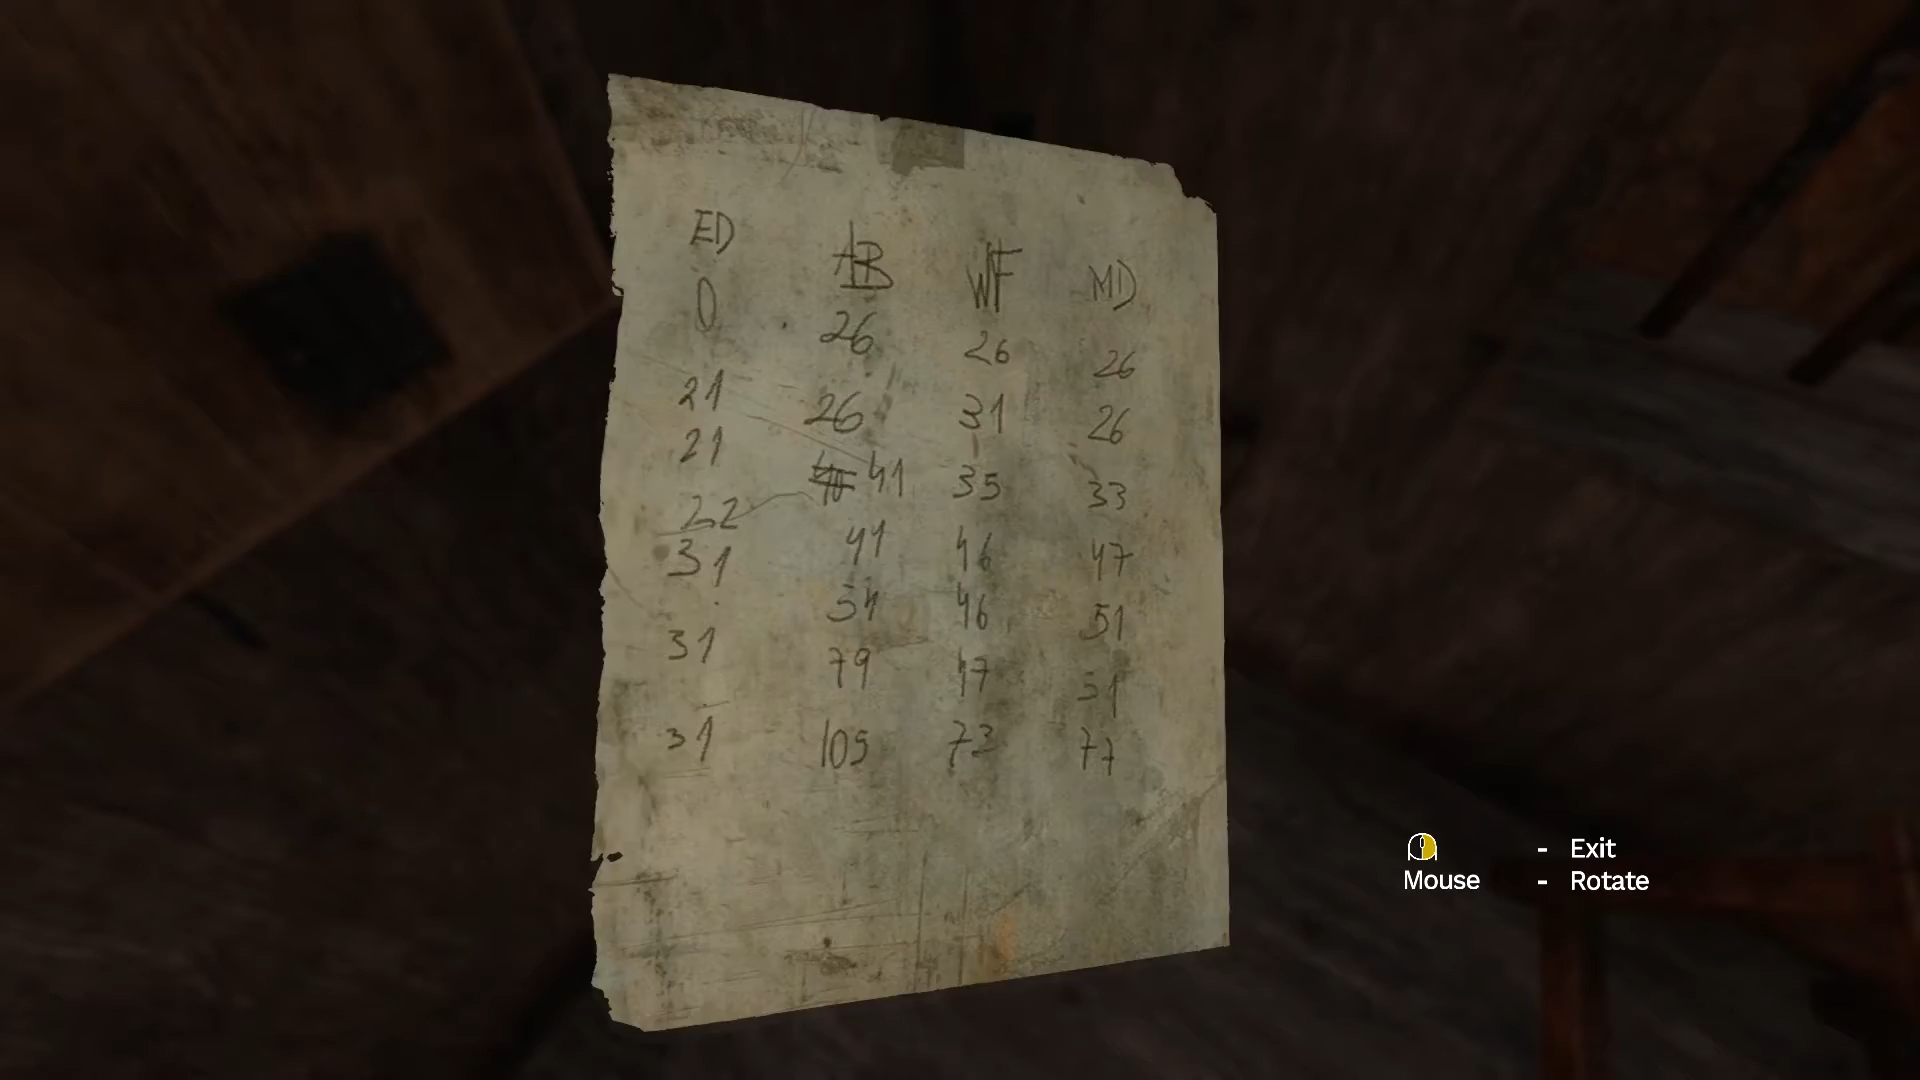 ED AB WF MD
0 26 26 26
21 26 31 26
21 41 35 33
22 41 46 47
31 54 46 51
31 79 47 51
31 105 73 77
- Exit
Mouse - Rotate